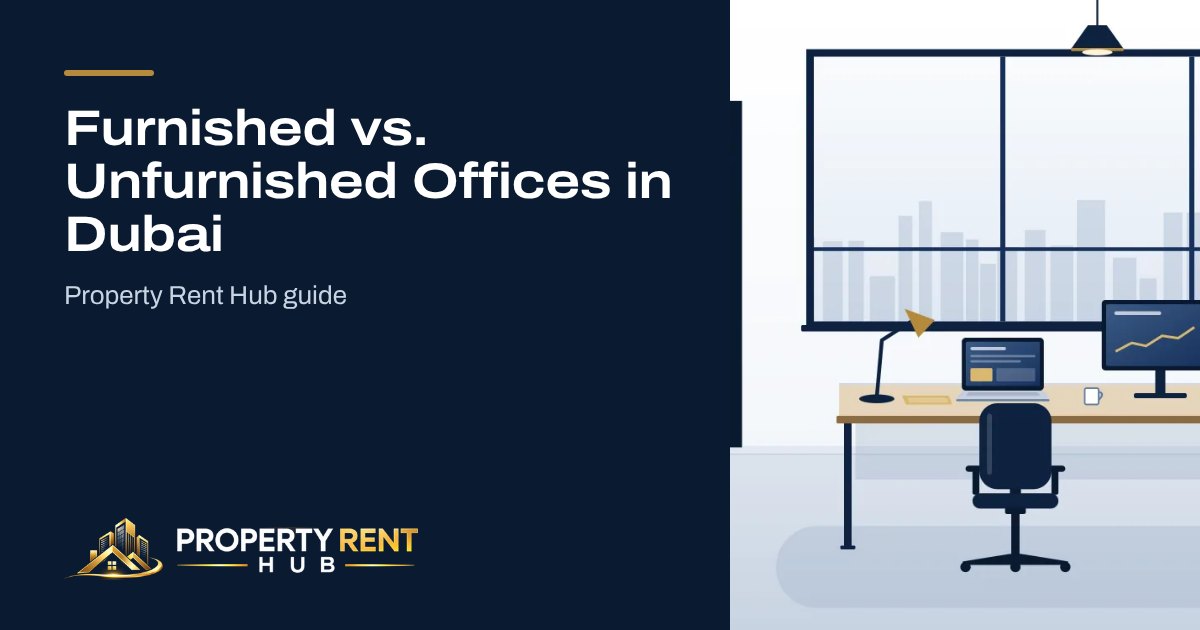 Furnished vs.
Unfurnished Offices in
Dubai
Property Rent Hub guide
PROPERTY RENT
HUB